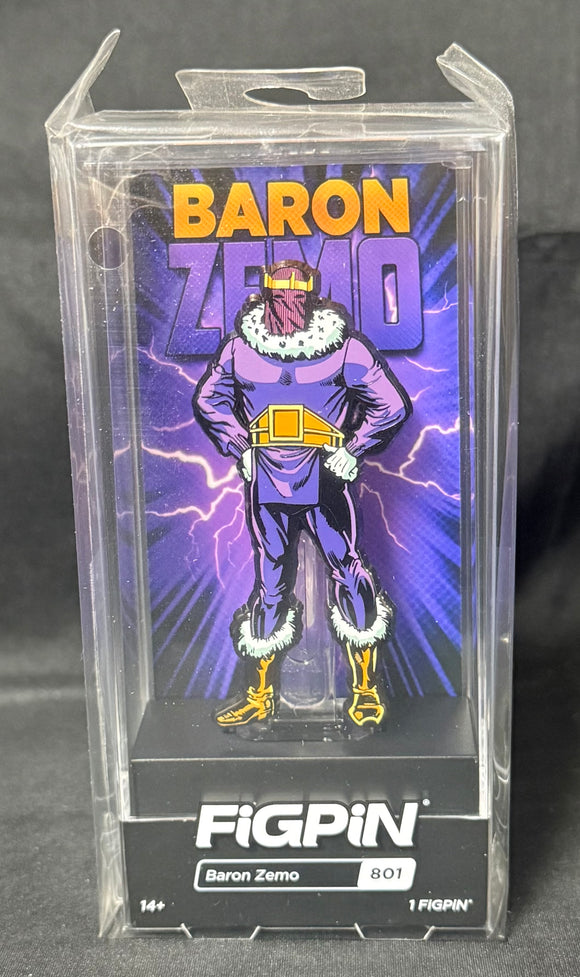 BARON
ZEMO
FiGPiN®
Baron Zemo 801
14+ 1 FIGPIN®